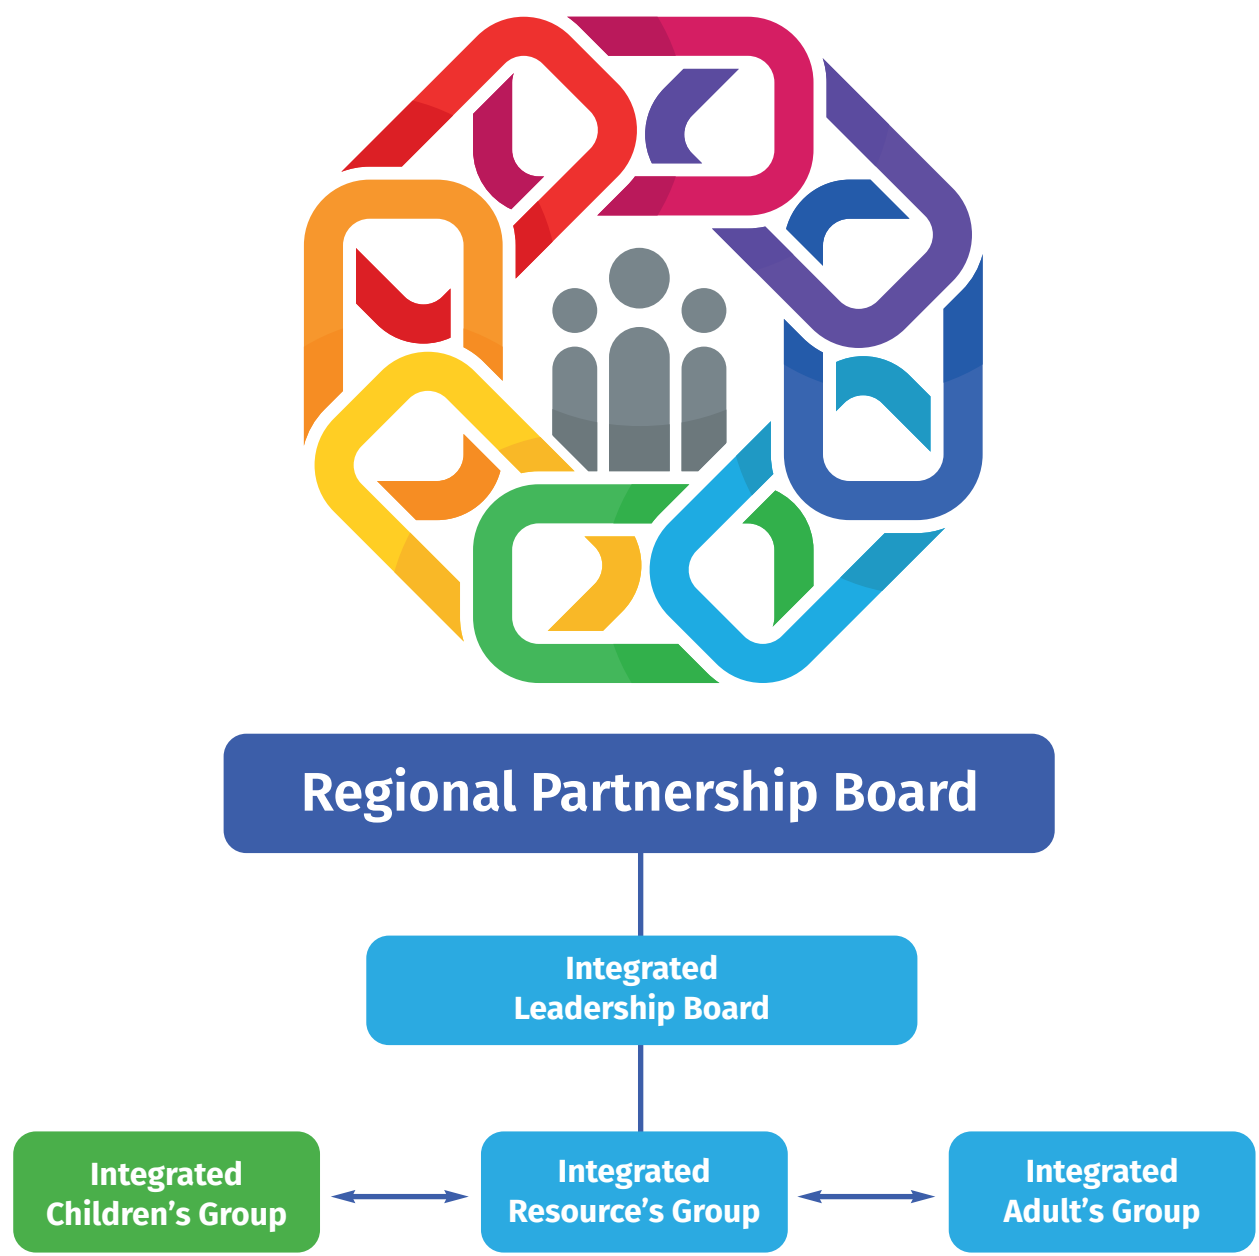 Regional Partnership Board
Integrated
Leadership Board
Integrated
Children’s Group
Integrated
Resource’s Group
Integrated
Adult’s Group